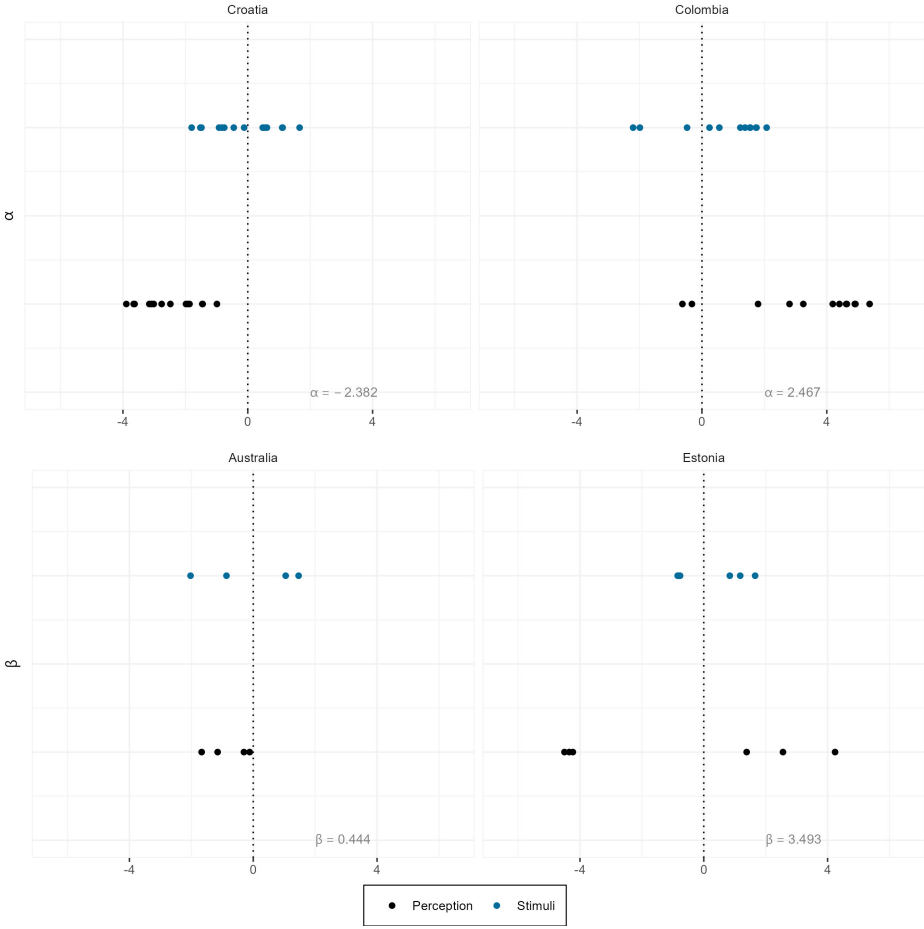 Croatia
Colombia
α
α = − 2.382
α = 2.467
-4
0
4
-4
0
4
Australia
Estonia
β
β = 0.444
β = 3.493
-4
0
4
-4
0
4
Perception
Stimuli